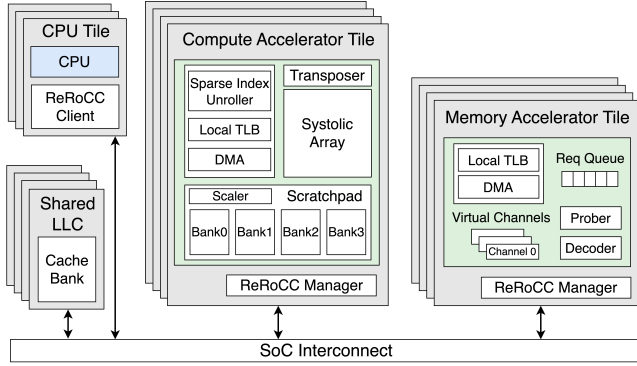 CPU Tile
CPU
ReRoCC
Client
Shared
LLC
Cache
Bank
Compute Accelerator Tile
Sparse Index
Unroller
Local TLB
DMA
Transposer
Systolic
Array
Scaler
Scratchpad
Bank0
Bank1
Bank2
Bank3
ReRoCC Manager
Memory Accelerator Tile
Local TLB
DMA
Req Queue
Virtual Channels
Channel 0
Prober
Decoder
ReRoCC Manager
SoC Interconnect